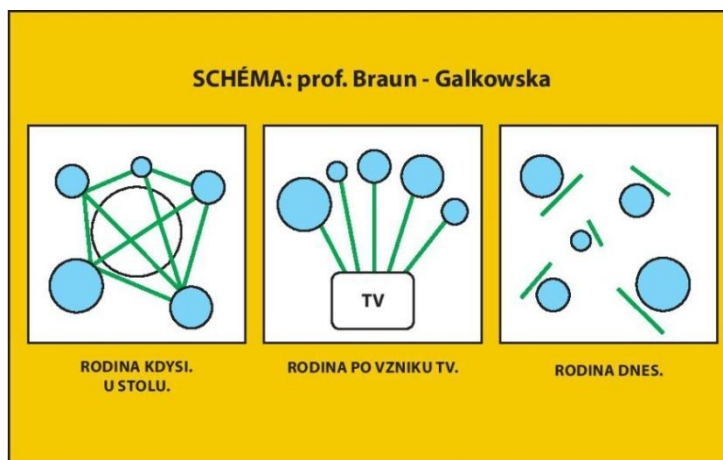 SCHÉMA: prof. Braun - Galkowska
TV
RODINA KDYSI.
U STOLU.
RODINA PO VZNIKU TV.
RODINA DNES.